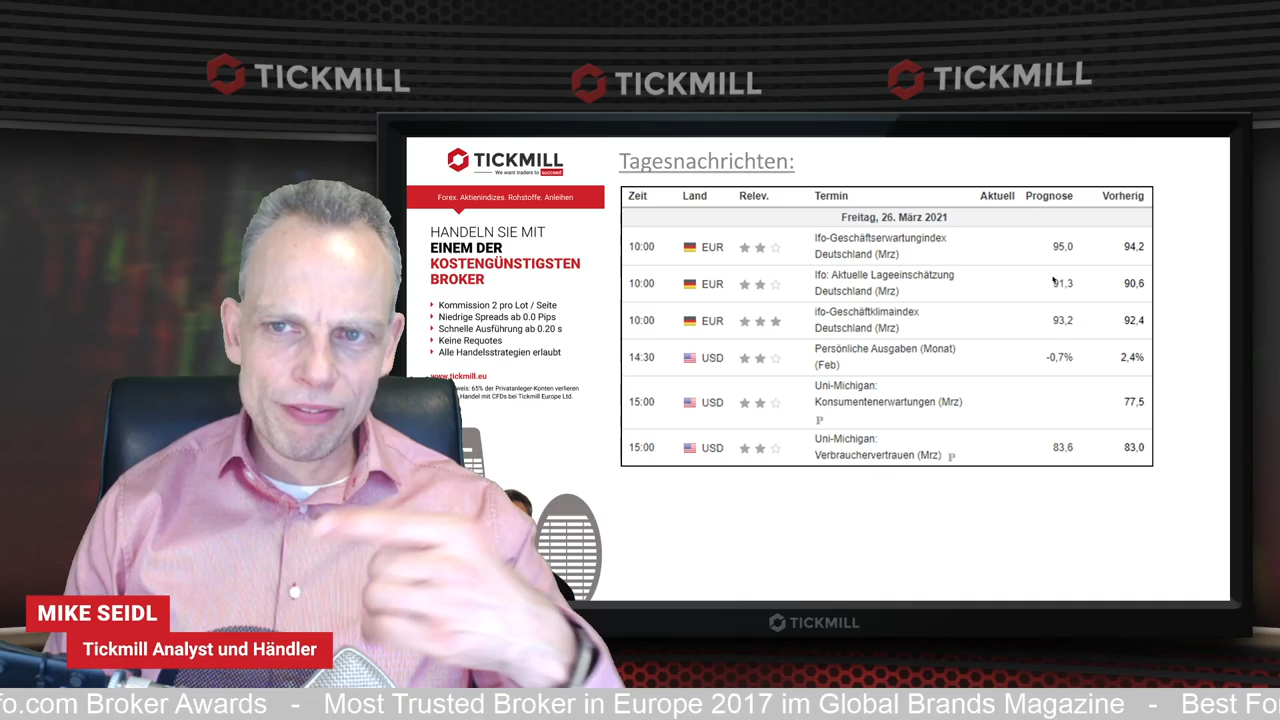 TICKMILL
TICKMILL
TICKMILL
TICKMILL
We want traders to succeed
Forex. Aktienindizes. Rohstoffe. Anleihen
HANDELN SIE MIT
EINEM DER
KOSTENGÜNSTIGSTEN
BROKER
Kommission 2 pro Lot / Seite
Niedrige Spreads ab 0.0 Pips
Schnelle Ausführung ab 0.20 s
Keine Requotes
Alle Handelsstrategien erlaubt
www.tickmill.eu
weis: 65% der Privatanleger-Konten verlieren
Handel mit CFDs bei Tickmill Europe Ltd.
Tagesnachrichten:
Zeit Land Relev. Termin Aktuell Prognose Vorherig
Freitag, 26. März 2021
10:00 EUR Ifo-Geschäftserwartungindex 95,0 94,2
Deutschland (Mrz)
10:00 EUR Ifo: Aktuelle Lageeinschätzung 91,3 90,6
Deutschland (Mrz)
10:00 EUR ifo-Geschäftklimaindex 93,2 92,4
Deutschland (Mrz)
14:30 USD Persönliche Ausgaben (Monat) -0,7% 2,4%
(Feb)
15:00 USD Uni-Michigan: 77,5
Konsumentenerwartungen (Mrz)
P
15:00 USD Uni-Michigan: 83,6 83,0
Verbrauchervertrauen (Mrz) P
TICKMILL
MIKE SEIDL
Tickmill Analyst und Händler
fo.com Broker Awards - Most Trusted Broker in Europe 2017 im Global Brands Magazine - Best Fo